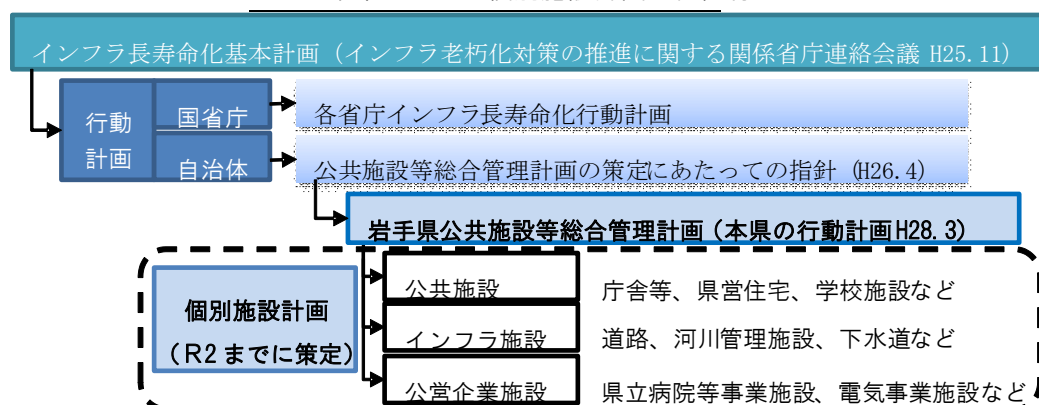 インフラ長寿命化基本計画（インフラ老朽化対策の推進に関する関係省庁連絡会議 H25.11）
行動
計画
国省庁
各省庁インフラ長寿命化行動計画
自治体
公共施設等総合管理計画の策定にあたっての指針（H26.4）
岩手県公共施設等総合管理計画（本県の行動計画H28.3）
個別施設計画
（R2までに策定）
公共施設
庁舎等、県営住宅、学校施設など
インフラ施設
道路、河川管理施設、下水道など
公営企業施設
県立病院等事業施設、電気事業施設など